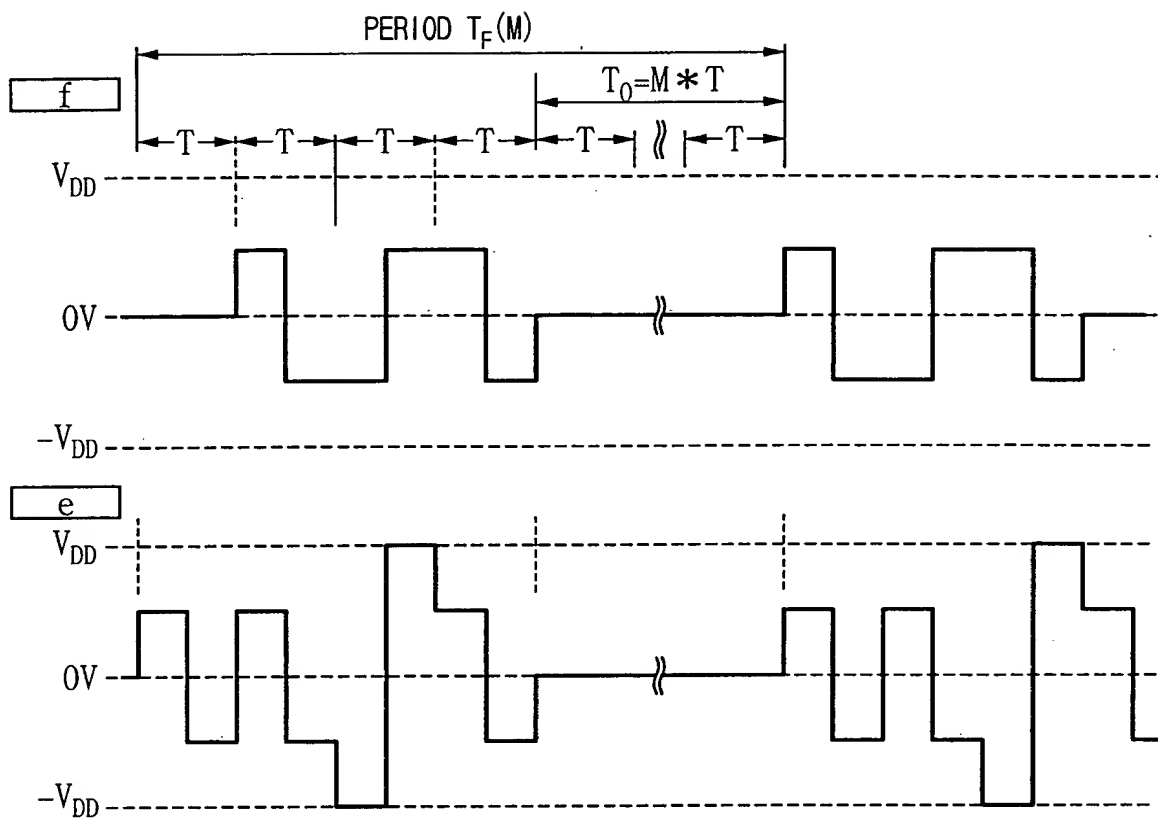 PERIOD T_F(M)
f
T_0=M*T
T T T T T T
V_DD
0V
-V_DD
e
V_DD
0V
-V_DD